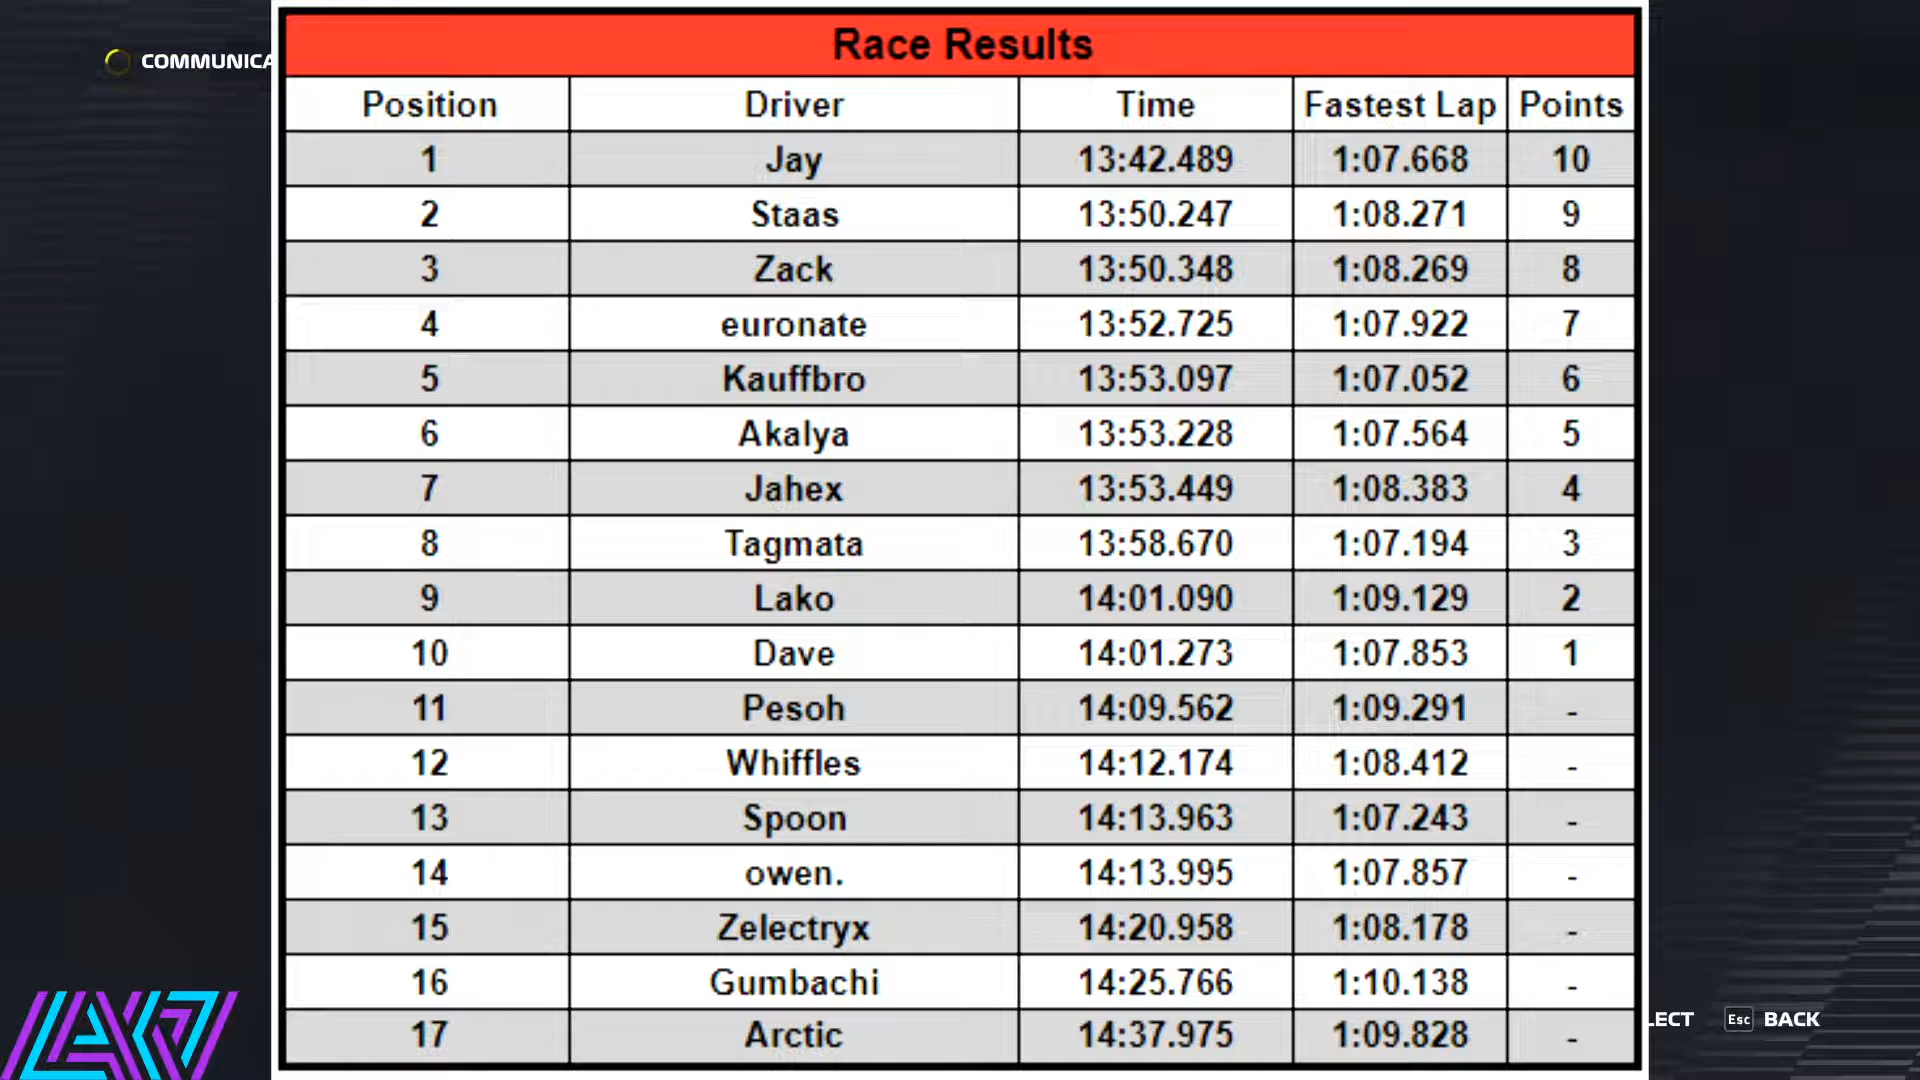 COMMUNICA
Race Results
Position Driver Time Fastest Lap Points
1 Jay 13:42.489 1:07.668 10
2 Staas 13:50.247 1:08.271 9
3 Zack 13:50.348 1:08.269 8
4 euronate 13:52.725 1:07.922 7
5 Kauffbro 13:53.097 1:07.052 6
6 Akalya 13:53.228 1:07.564 5
7 Jahex 13:53.449 1:08.383 4
8 Tagmata 13:58.670 1:07.194 3
9 Lako 14:01.090 1:09.129 2
10 Dave 14:01.273 1:07.853 1
11 Pesoh 14:09.562 1:09.291 -
12 Whiffles 14:12.174 1:08.412 -
13 Spoon 14:13.963 1:07.243 -
14 owen. 14:13.995 1:07.857 -
15 Zelectryx 14:20.958 1:08.178 -
16 Gumbachi 14:25.766 1:10.138 -
17 Arctic 14:37.975 1:09.828 -
LECT Esc BACK